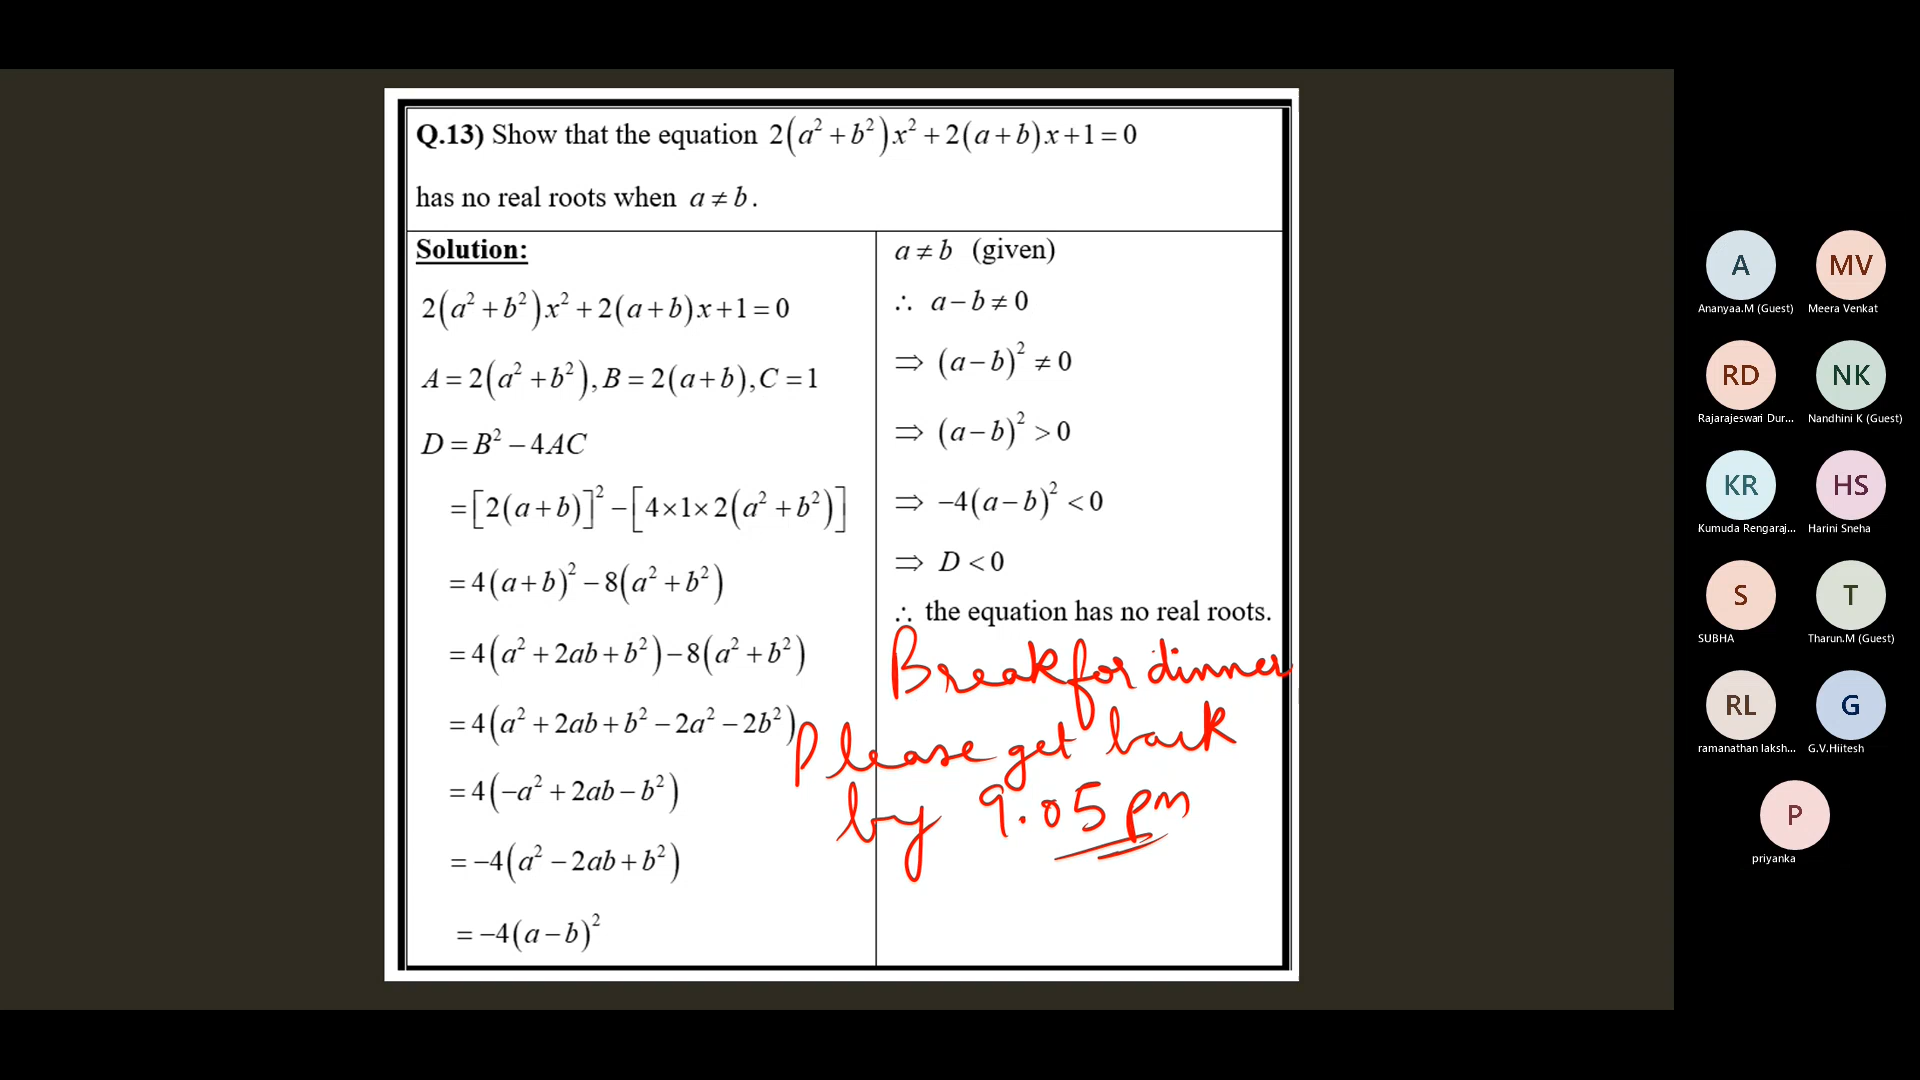 Q.13) Show that the equation 2(a² + b²)x² + 2(a + b)x + 1 = 0
has no real roots when a ≠ b.
Solution:
2(a² + b²)x² + 2(a + b)x + 1 = 0
A = 2(a² + b²), B = 2(a + b), C = 1
D = B² − 4AC
= [2(a + b)]² − [4 × 1 × 2(a² + b²)]
= 4(a + b)² − 8(a² + b²)
= 4(a² + 2ab + b²) − 8(a² + b²)
= 4(a² + 2ab + b² − 2a² − 2b²)
= 4(−a² + 2ab − b²)
= −4(a² − 2ab + b²)
= −4(a − b)²
a ≠ b (given)
∴ a − b ≠ 0
⇒ (a − b)² ≠ 0
⇒ (a − b)² > 0
⇒ −4(a − b)² < 0
⇒ D < 0
∴ the equation has no real roots.
Break for dinner
Please get back
by 9.05 pm
A MV
Ananyaa.M (Guest) Meera Venkat
RD NK
Rajarajeswari Dur... Nandhini K (Guest)
KR HS
Kumuda Rengaraj... Harini Sneha
S T
SUBHA Tharun.M (Guest)
RL G
ramanathan laksh... G.V.Hiitesh
P
priyanka